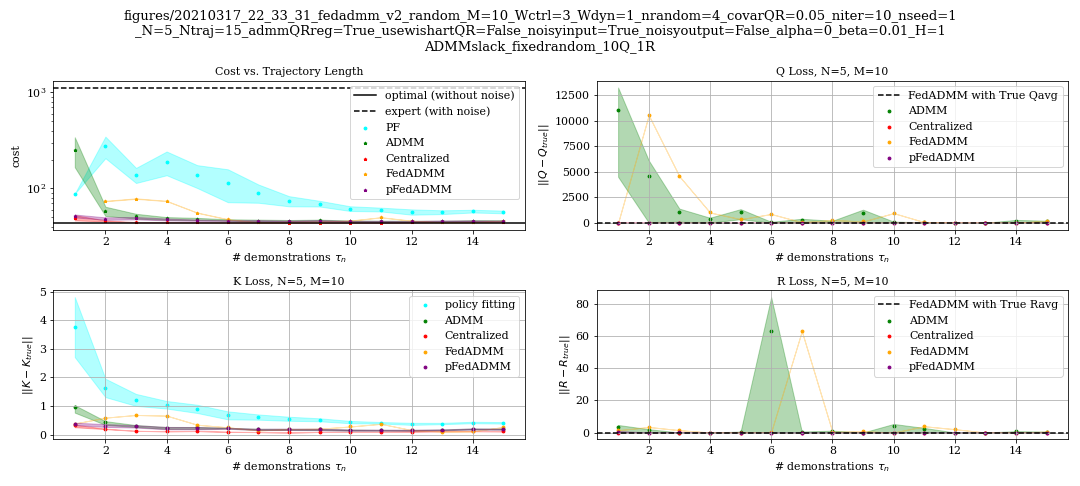 figures/20210317_22_33_31_fedadmm_v2_random_M=10_Wctrl=3_Wdyn=1_nrandom=4_covarQR=0.05_niter=10_nseed=1
_N=5_Ntraj=15_admmQRreg=True_usewishartQR=False_noisyinput=True_noisyoutput=False_alpha=0_beta=0.01_H=1
ADMMslack_fixedrandom_10Q_1R
Cost vs. Trajectory Length
cost
10³
10²
optimal (without noise)
expert (with noise)
PF
ADMM
Centralized
FedADMM
pFedADMM
2 4 6 8 10 12 14
# demonstrations τn
Q Loss, N=5, M=10
||Q − Qtrue||
12500
10000
7500
5000
2500
0
FedADMM with True Qavg
ADMM
Centralized
FedADMM
pFedADMM
2 4 6 8 10 12 14
# demonstrations τn
K Loss, N=5, M=10
||K − Ktrue||
5
4
3
2
1
0
policy fitting
ADMM
Centralized
FedADMM
pFedADMM
2 4 6 8 10 12 14
# demonstrations τn
R Loss, N=5, M=10
||R − Rtrue||
80
60
40
20
0
FedADMM with True Ravg
ADMM
Centralized
FedADMM
pFedADMM
2 4 6 8 10 12 14
# demonstrations τn